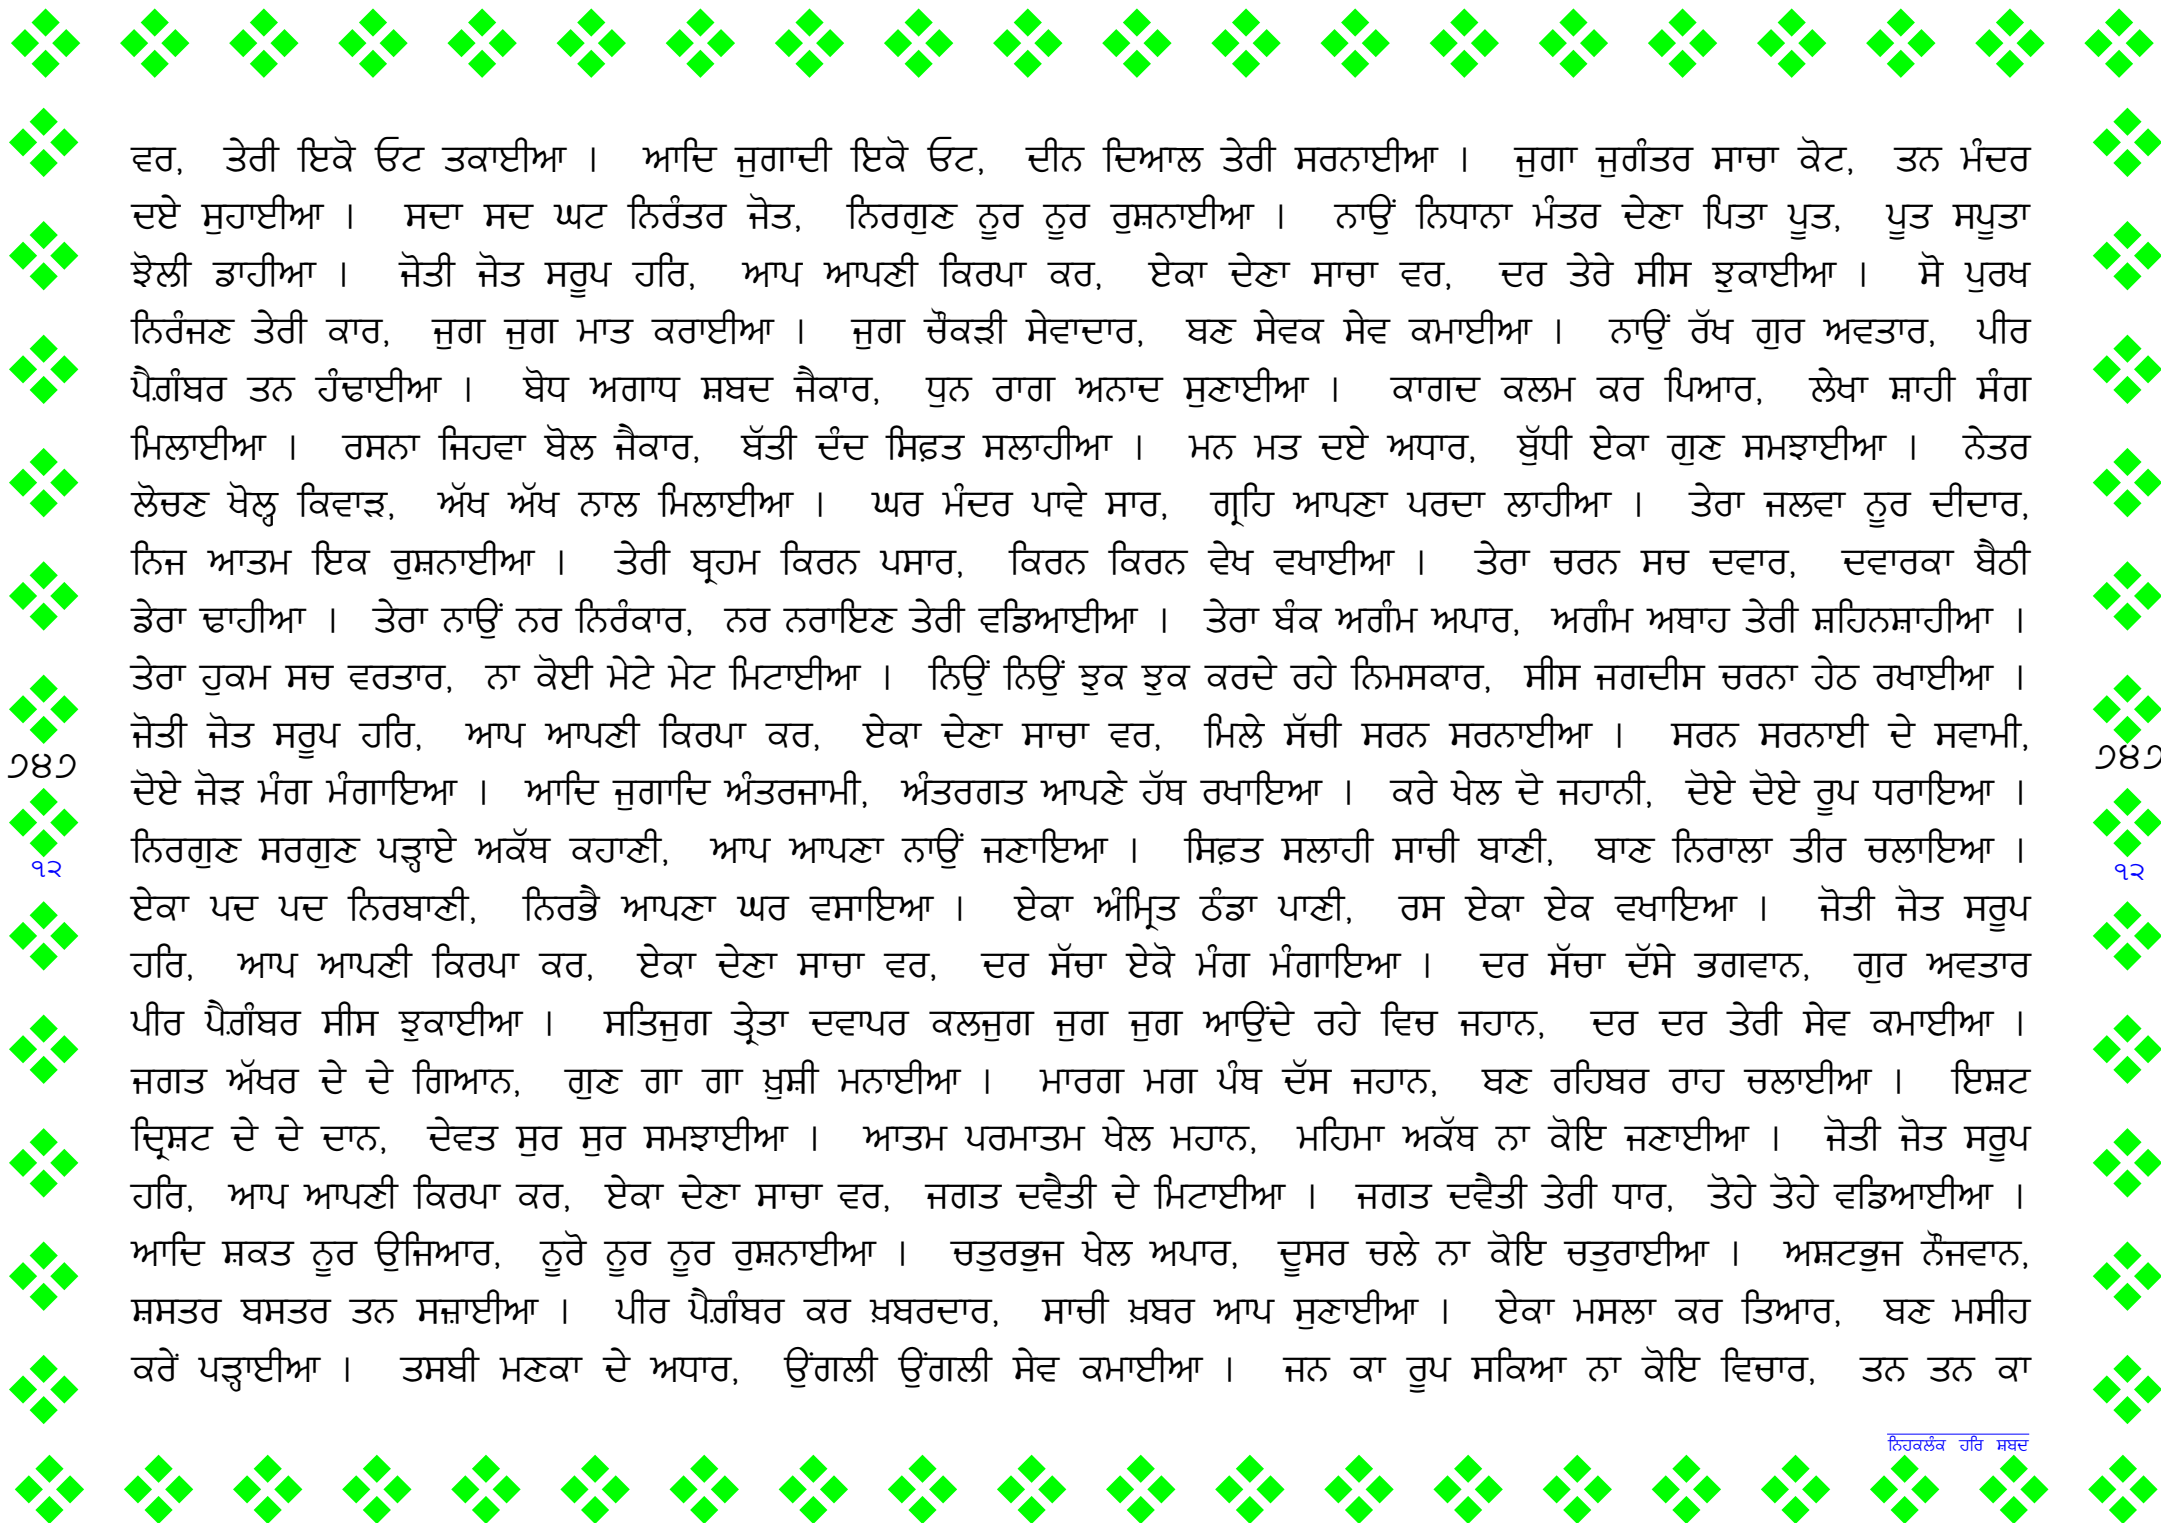 ਵਰ, ਤੇਰੀ ਇਕੋ ਓਟ ਤਕਾਈਆ । ਆਦਿ ਜੁਗਾਦੀ ਇਕੋ ਓਟ, ਦੀਨ ਦਿਆਲ ਤੇਰੀ ਸਰਨਾਈਆ । ਜੁਗਾ ਜੁਗੰਤਰ ਸਾਚਾ ਕੋਟ, ਤਨ ਮੰਦਰ
ਦਏ ਸੁਹਾਈਆ । ਸਦਾ ਸਦ ਘਟ ਨਿਰੰਤਰ ਜੋਤ, ਨਿਰਗੁਣ ਨੂਰ ਨੂਰ ਰੁਸ਼ਨਾਈਆ । ਨਾਉਂ ਨਿਧਾਨਾ ਮੰਤਰ ਦੇਣਾ ਪਿਤਾ ਪੂਤ, ਪੂਤ ਸਪੂਤਾ
ਝੋਲੀ ਡਾਹੀਆ । ਜੋਤੀ ਜੋਤ ਸਰੂਪ ਹਰਿ, ਆਪ ਆਪਣੀ ਕਿਰਪਾ ਕਰ, ਏਕਾ ਦੇਣਾ ਸਾਚਾ ਵਰ, ਦਰ ਤੇਰੇ ਸੀਸ ਝੁਕਾਈਆ । ਸੋ ਪੁਰਖ
ਨਿਰੰਜਣ ਤੇਰੀ ਕਾਰ, ਜੁਗ ਜੁਗ ਮਾਤ ਕਰਾਈਆ । ਜੁਗ ਚੌਕੜੀ ਸੇਵਾਦਾਰ, ਬਣ ਸੇਵਕ ਸੇਵ ਕਮਾਈਆ । ਨਾਉਂ ਰੱਖ ਗੁਰ ਅਵਤਾਰ, ਪੀਰ
ਪੈਗ਼ੰਬਰ ਤਨ ਹੰਢਾਈਆ । ਬੋਧ ਅਗਾਧ ਸ਼ਬਦ ਜੈਕਾਰ, ਧੁਨ ਰਾਗ ਅਨਾਦ ਸੁਣਾਈਆ । ਕਾਗਦ ਕਲਮ ਕਰ ਪਿਆਰ, ਲੇਖਾ ਸ਼ਾਹੀ ਸੰਗ
ਮਿਲਾਈਆ । ਰਸਨਾ ਜਿਹਵਾ ਬੋਲ ਜੈਕਾਰ, ਬੱਤੀ ਦੰਦ ਸਿਫ਼ਤ ਸਲਾਹੀਆ । ਮਨ ਮਤ ਦਏ ਅਧਾਰ, ਬੁੱਧੀ ਏਕਾ ਗੁਣ ਸਮਝਾਈਆ । ਨੇਤਰ
ਲੋਚਣ ਖੋਲ੍ਹ ਕਿਵਾੜ, ਅੱਖ ਅੱਖ ਨਾਲ ਮਿਲਾਈਆ । ਘਰ ਮੰਦਰ ਪਾਵੇ ਸਾਰ, ਗ੍ਰਹਿ ਆਪਣਾ ਪਰਦਾ ਲਾਹੀਆ । ਤੇਰਾ ਜਲਵਾ ਨੂਰ ਦੀਦਾਰ,
ਨਿਜ ਆਤਮ ਇਕ ਰੁਸ਼ਨਾਈਆ । ਤੇਰੀ ਬ੍ਰਹਮ ਕਿਰਨ ਪਸਾਰ, ਕਿਰਨ ਕਿਰਨ ਵੇਖ ਵਖਾਈਆ । ਤੇਰਾ ਚਰਨ ਸਚ ਦਵਾਰ, ਦਵਾਰਕਾ ਬੈਠੀ
ਡੇਰਾ ਢਾਹੀਆ । ਤੇਰਾ ਨਾਉਂ ਨਰ ਨਿਰੰਕਾਰ, ਨਰ ਨਰਾਇਣ ਤੇਰੀ ਵਡਿਆਈਆ । ਤੇਰਾ ਬੰਕ ਅਗੰਮ ਅਪਾਰ, ਅਗੰਮ ਅਥਾਹ ਤੇਰੀ ਸ਼ਹਿਨਸ਼ਾਹੀਆ ।
ਤੇਰਾ ਹੁਕਮ ਸਚ ਵਰਤਾਰ, ਨਾ ਕੋਈ ਮੇਟੇ ਮੇਟ ਮਿਟਾਈਆ । ਨਿਉਂ ਨਿਉਂ ਝੁਕ ਝੁਕ ਕਰਦੇ ਰਹੇ ਨਿਮਸਕਾਰ, ਸੀਸ ਜਗਦੀਸ ਚਰਨਾ ਹੇਠ ਰਖਾਈਆ ।
ਜੋਤੀ ਜੋਤ ਸਰੂਪ ਹਰਿ, ਆਪ ਆਪਣੀ ਕਿਰਪਾ ਕਰ, ਏਕਾ ਦੇਣਾ ਸਾਚਾ ਵਰ, ਮਿਲੇ ਸੱਚੀ ਸਰਨ ਸਰਨਾਈਆ । ਸਰਨ ਸਰਨਾਈ ਦੇ ਸਵਾਮੀ,
ਦੋਏ ਜੋੜ ਮੰਗ ਮੰਗਾਇਆ । ਆਦਿ ਜੁਗਾਦਿ ਅੰਤਰਜਾਮੀ, ਅੰਤਰਗਤ ਆਪਣੇ ਹੱਥ ਰਖਾਇਆ । ਕਰੇ ਖੇਲ ਦੋ ਜਹਾਨੀ, ਦੋਏ ਦੋਏ ਰੂਪ ਧਰਾਇਆ ।
ਨਿਰਗੁਣ ਸਰਗੁਣ ਪੜ੍ਹਾਏ ਅਕੱਥ ਕਹਾਣੀ, ਆਪ ਆਪਣਾ ਨਾਉਂ ਜਣਾਇਆ । ਸਿਫ਼ਤ ਸਲਾਹੀ ਸਾਚੀ ਬਾਣੀ, ਬਾਣ ਨਿਰਾਲਾ ਤੀਰ ਚਲਾਇਆ ।
ਏਕਾ ਪਦ ਪਦ ਨਿਰਬਾਣੀ, ਨਿਰਭੈ ਆਪਣਾ ਘਰ ਵਸਾਇਆ । ਏਕਾ ਅੰਮ੍ਰਿਤ ਠੰਡਾ ਪਾਣੀ, ਰਸ ਏਕਾ ਏਕ ਵਖਾਇਆ । ਜੋਤੀ ਜੋਤ ਸਰੂਪ
ਹਰਿ, ਆਪ ਆਪਣੀ ਕਿਰਪਾ ਕਰ, ਏਕਾ ਦੇਣਾ ਸਾਚਾ ਵਰ, ਦਰ ਸੱਚਾ ਏਕੋ ਮੰਗ ਮੰਗਾਇਆ । ਦਰ ਸੱਚਾ ਦੱਸੇ ਭਗਵਾਨ, ਗੁਰ ਅਵਤਾਰ
ਪੀਰ ਪੈਗ਼ੰਬਰ ਸੀਸ ਝੁਕਾਈਆ । ਸਤਿਜੁਗ ਤ੍ਰੇਤਾ ਦਵਾਪਰ ਕਲਜੁਗ ਜੁਗ ਜੁਗ ਆਉਂਦੇ ਰਹੇ ਵਿਚ ਜਹਾਨ, ਦਰ ਦਰ ਤੇਰੀ ਸੇਵ ਕਮਾਈਆ ।
ਜਗਤ ਅੱਖਰ ਦੇ ਦੇ ਗਿਆਨ, ਗੁਣ ਗਾ ਗਾ ਖ਼ੁਸ਼ੀ ਮਨਾਈਆ । ਮਾਰਗ ਮਗ ਪੰਥ ਦੱਸ ਜਹਾਨ, ਬਣ ਰਹਿਬਰ ਰਾਹ ਚਲਾਈਆ । ਇਸ਼ਟ
ਦ੍ਰਿਸ਼ਟ ਦੇ ਦੇ ਦਾਨ, ਦੇਵਤ ਸੁਰ ਸੁਰ ਸਮਝਾਈਆ । ਆਤਮ ਪਰਮਾਤਮ ਖੇਲ ਮਹਾਨ, ਮਹਿਮਾ ਅਕੱਥ ਨਾ ਕੋਇ ਜਣਾਈਆ । ਜੋਤੀ ਜੋਤ ਸਰੂਪ
ਹਰਿ, ਆਪ ਆਪਣੀ ਕਿਰਪਾ ਕਰ, ਏਕਾ ਦੇਣਾ ਸਾਚਾ ਵਰ, ਜਗਤ ਦਵੈਤੀ ਦੇ ਮਿਟਾਈਆ । ਜਗਤ ਦਵੈਤੀ ਤੇਰੀ ਧਾਰ, ਤੋਹੇ ਤੋਹੇ ਵਡਿਆਈਆ ।
ਆਦਿ ਸ਼ਕਤ ਨੂਰ ਉਜਿਆਰ, ਨੂਰੋ ਨੂਰ ਨੂਰ ਰੁਸ਼ਨਾਈਆ । ਚਤੁਰਭੁਜ ਖੇਲ ਅਪਾਰ, ਦੂਸਰ ਚਲੇ ਨਾ ਕੋਇ ਚਤੁਰਾਈਆ । ਅਸ਼ਟਭੁਜ ਨੌਜਵਾਨ,
ਸ਼ਸਤਰ ਬਸਤਰ ਤਨ ਸਜ਼ਾਈਆ । ਪੀਰ ਪੈਗ਼ੰਬਰ ਕਰ ਖ਼ਬਰਦਾਰ, ਸਾਚੀ ਖ਼ਬਰ ਆਪ ਸੁਣਾਈਆ । ਏਕਾ ਮਸਲਾ ਕਰ ਤਿਆਰ, ਬਣ ਮਸੀਹ
ਕਰੇਂ ਪੜ੍ਹਾਈਆ । ਤਸਬੀ ਮਣਕਾ ਦੇ ਅਧਾਰ, ਉਂਗਲੀ ਉਂਗਲੀ ਸੇਵ ਕਮਾਈਆ । ਜਨ ਕਾ ਰੂਪ ਸਕਿਆ ਨਾ ਕੋਇ ਵਿਚਾਰ, ਤਨ ਤਨ ਕਾ
੭੪੭
੧੨
੭੪੭
੧੨
ਨਿਹਕਲੰਕ ਹਰਿ ਸ਼ਬਦ